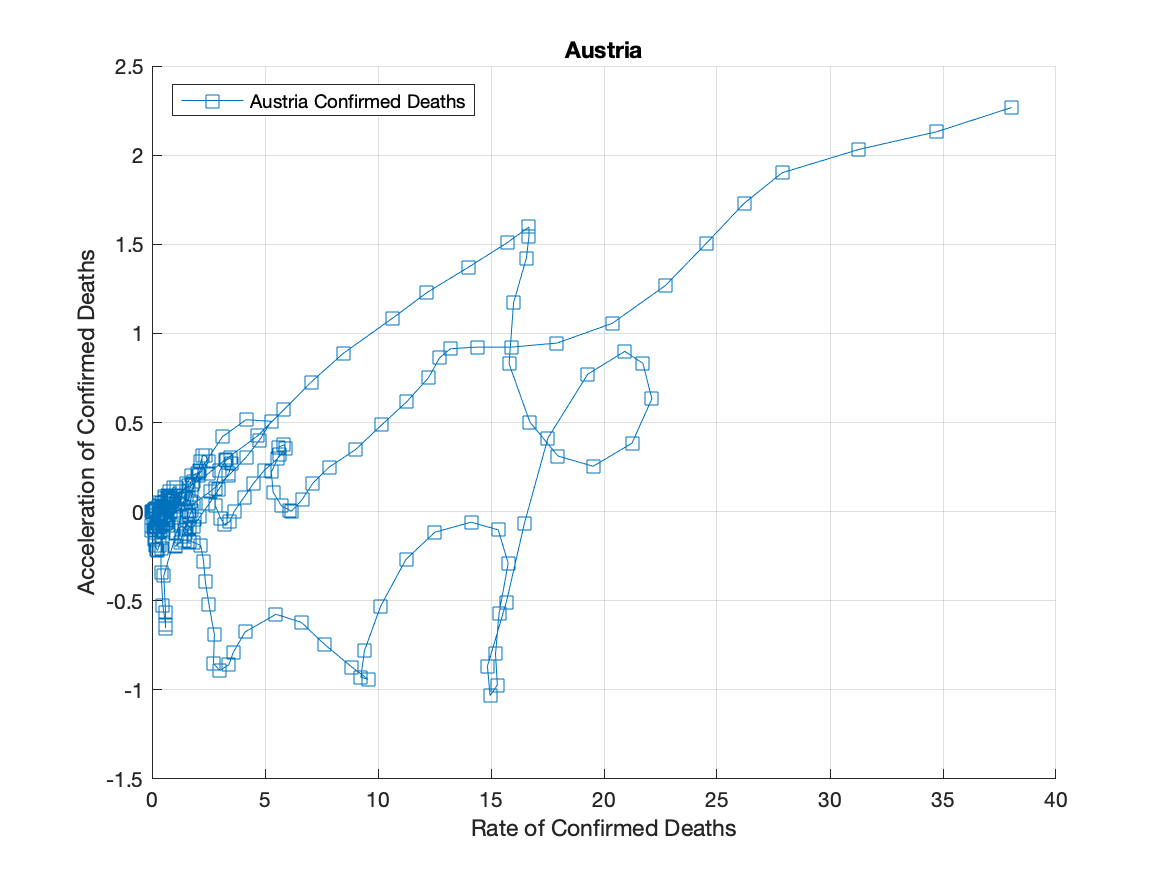 Austria
Austria Confirmed Deaths
Acceleration of Confirmed Deaths
2.5
2
1.5
1
0.5
0
-0.5
-1
-1.5
0 5 10 15 20 25 30 35 40
Rate of Confirmed Deaths